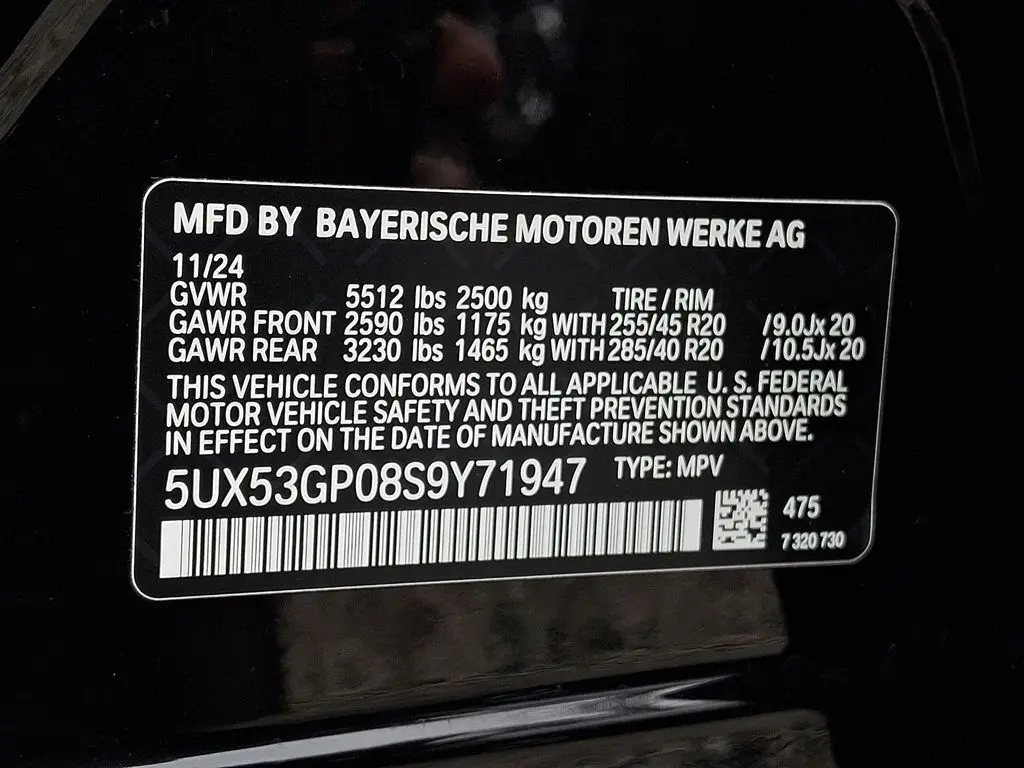 MFD BY BAYERISCHE MOTOREN WERKE AG
11/24
GVWR 5512 lbs 2500 kg TIRE / RIM
GAWR FRONT 2590 lbs 1175 kg WITH 255/45 R20 /9.0Jx 20
GAWR REAR 3230 lbs 1465 kg WITH 285/40 R20 /10.5Jx 20
THIS VEHICLE CONFORMS TO ALL APPLICABLE U. S. FEDERAL
MOTOR VEHICLE SAFETY AND THEFT PREVENTION STANDARDS
IN EFFECT ON THE DATE OF MANUFACTURE SHOWN ABOVE.
5UX53GP08S9Y71947 TYPE: MPV
475
7 320 730